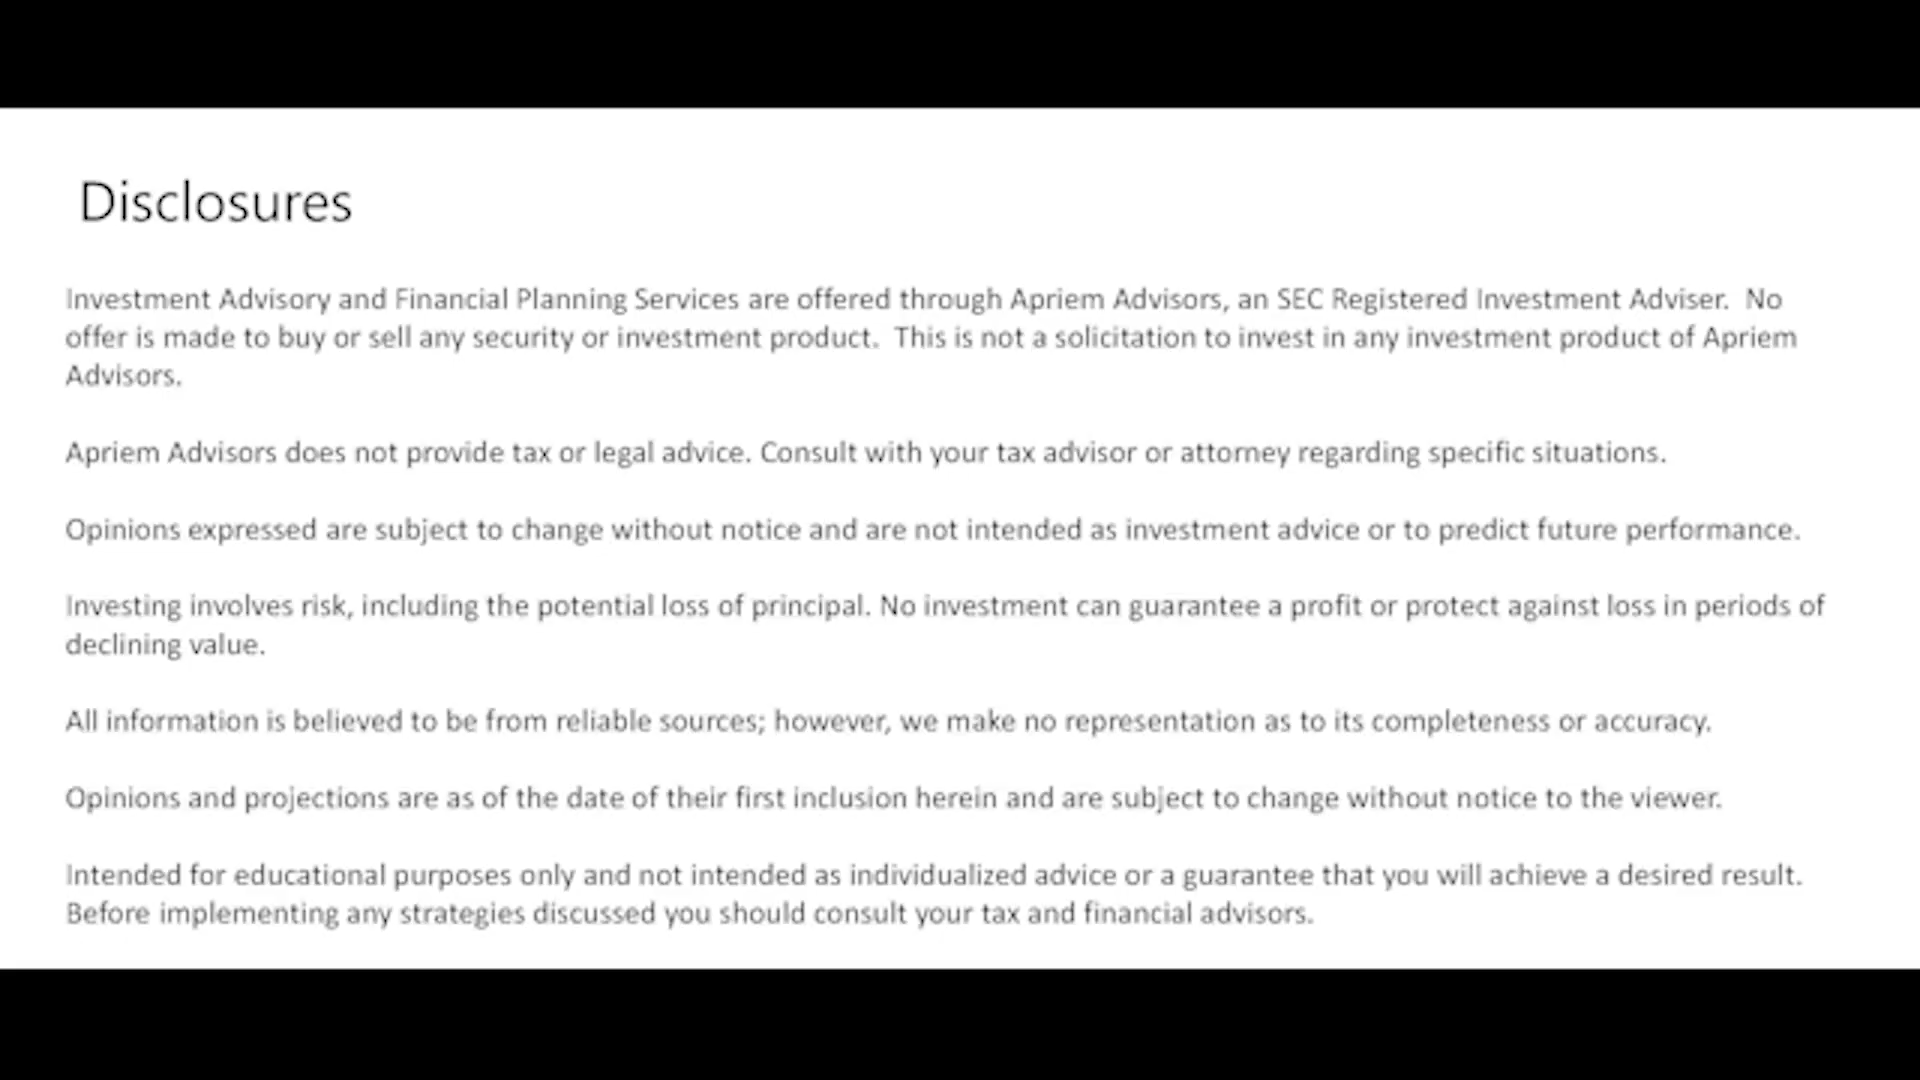 Disclosures
Investment Advisory and Financial Planning Services are offered through Apriem Advisors, an SEC Registered Investment Adviser.  No
offer is made to buy or sell any security or investment product.  This is not a solicitation to invest in any investment product of Apriem
Advisors.
Apriem Advisors does not provide tax or legal advice. Consult with your tax advisor or attorney regarding specific situations.
Opinions expressed are subject to change without notice and are not intended as investment advice or to predict future performance.
Investing involves risk, including the potential loss of principal. No investment can guarantee a profit or protect against loss in periods of
declining value.
All information is believed to be from reliable sources; however, we make no representation as to its completeness or accuracy.
Opinions and projections are as of the date of their first inclusion herein and are subject to change without notice to the viewer.
Intended for educational purposes only and not intended as individualized advice or a guarantee that you will achieve a desired result.
Before implementing any strategies discussed you should consult your tax and financial advisors.